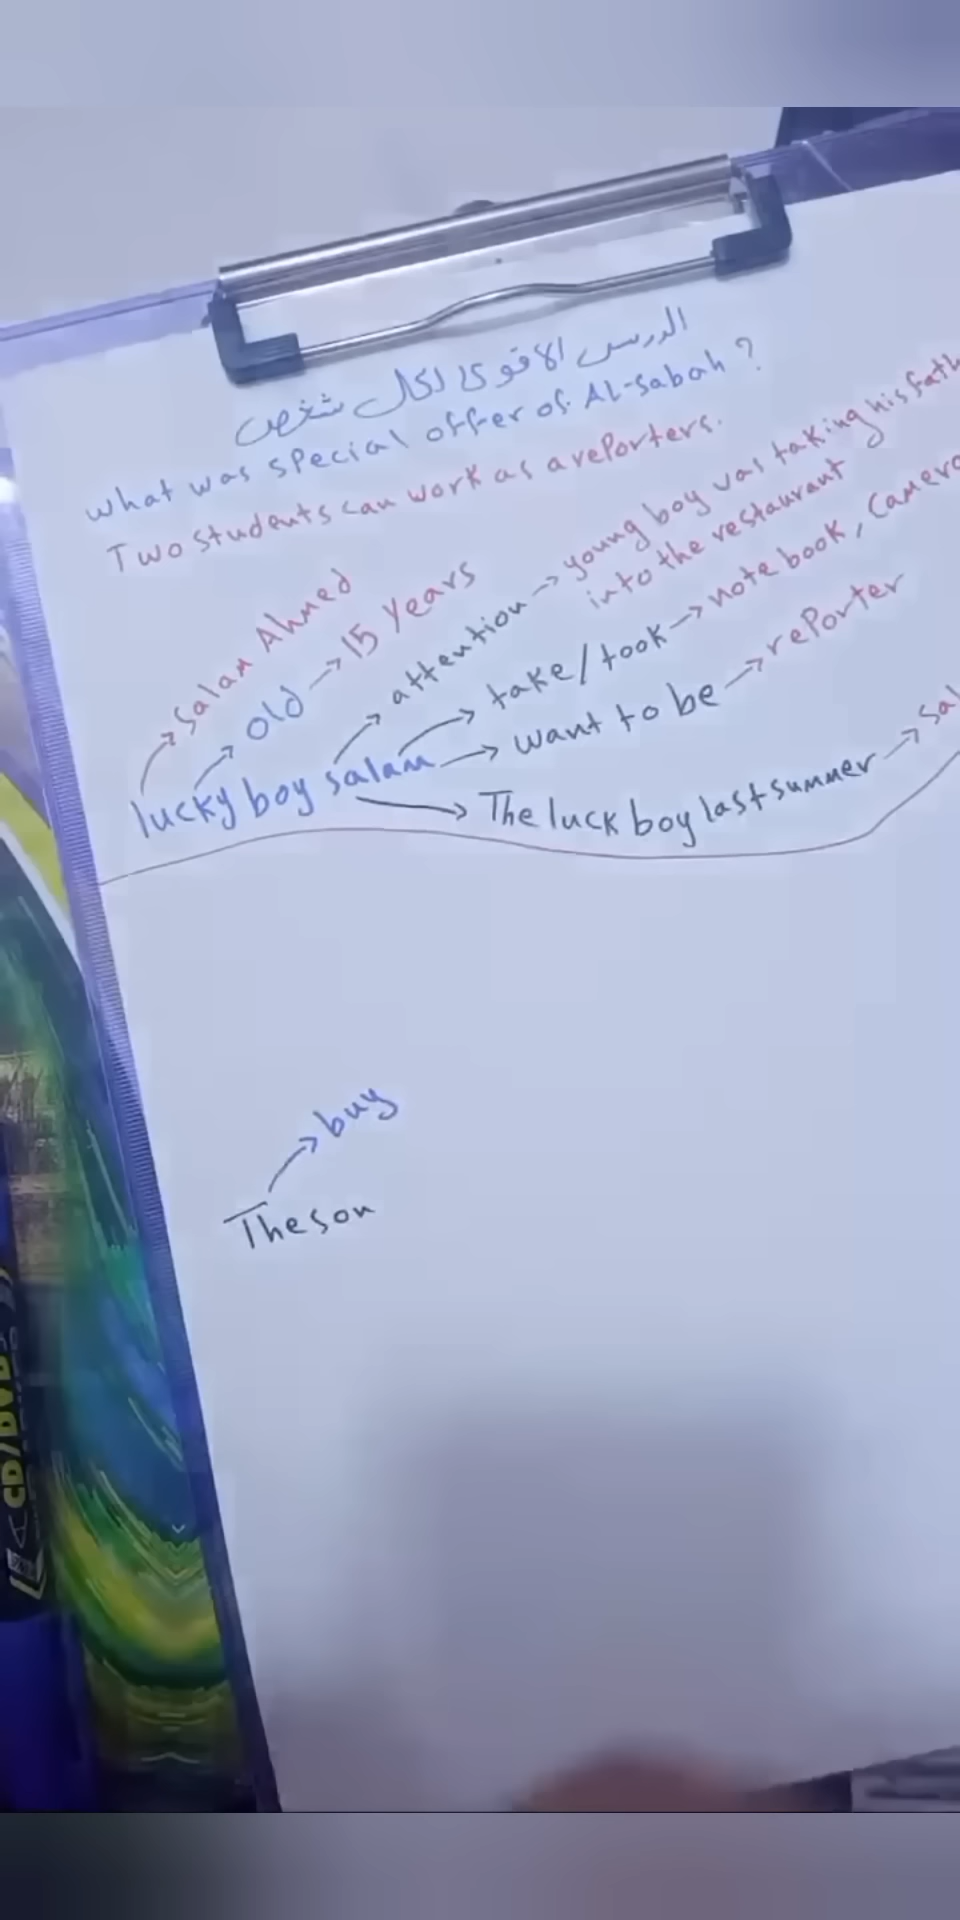 الدرس الاقوى لكل شخص
what was special offer of Al-sabah ?
Two students can work as a reporters.
salam Ahmed
old → 15 years
attention → young boy was taking his fath
into the restaurant
take / took → note book, camera
want to be → reporter
lucky boy salam
The luck boy last summer → sal
buy
The son
CD/DVD